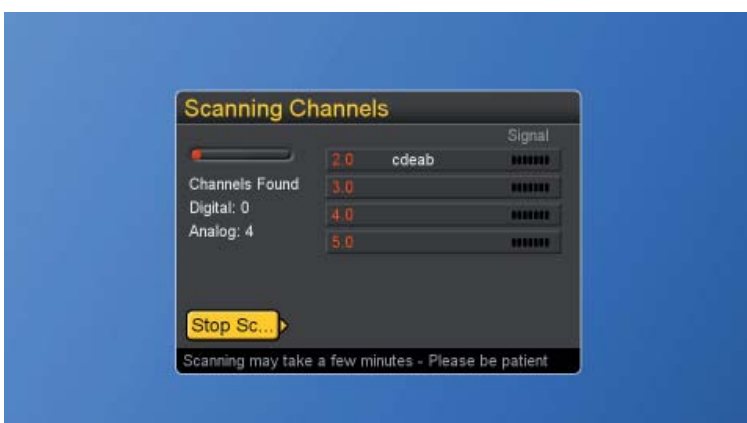 Scanning Channels
Signal
2.0 cdeab
Channels Found
3.0
Digital: 0
4.0
Analog: 4
5.0
Stop Sc...
Scanning may take a few minutes - Please be patient